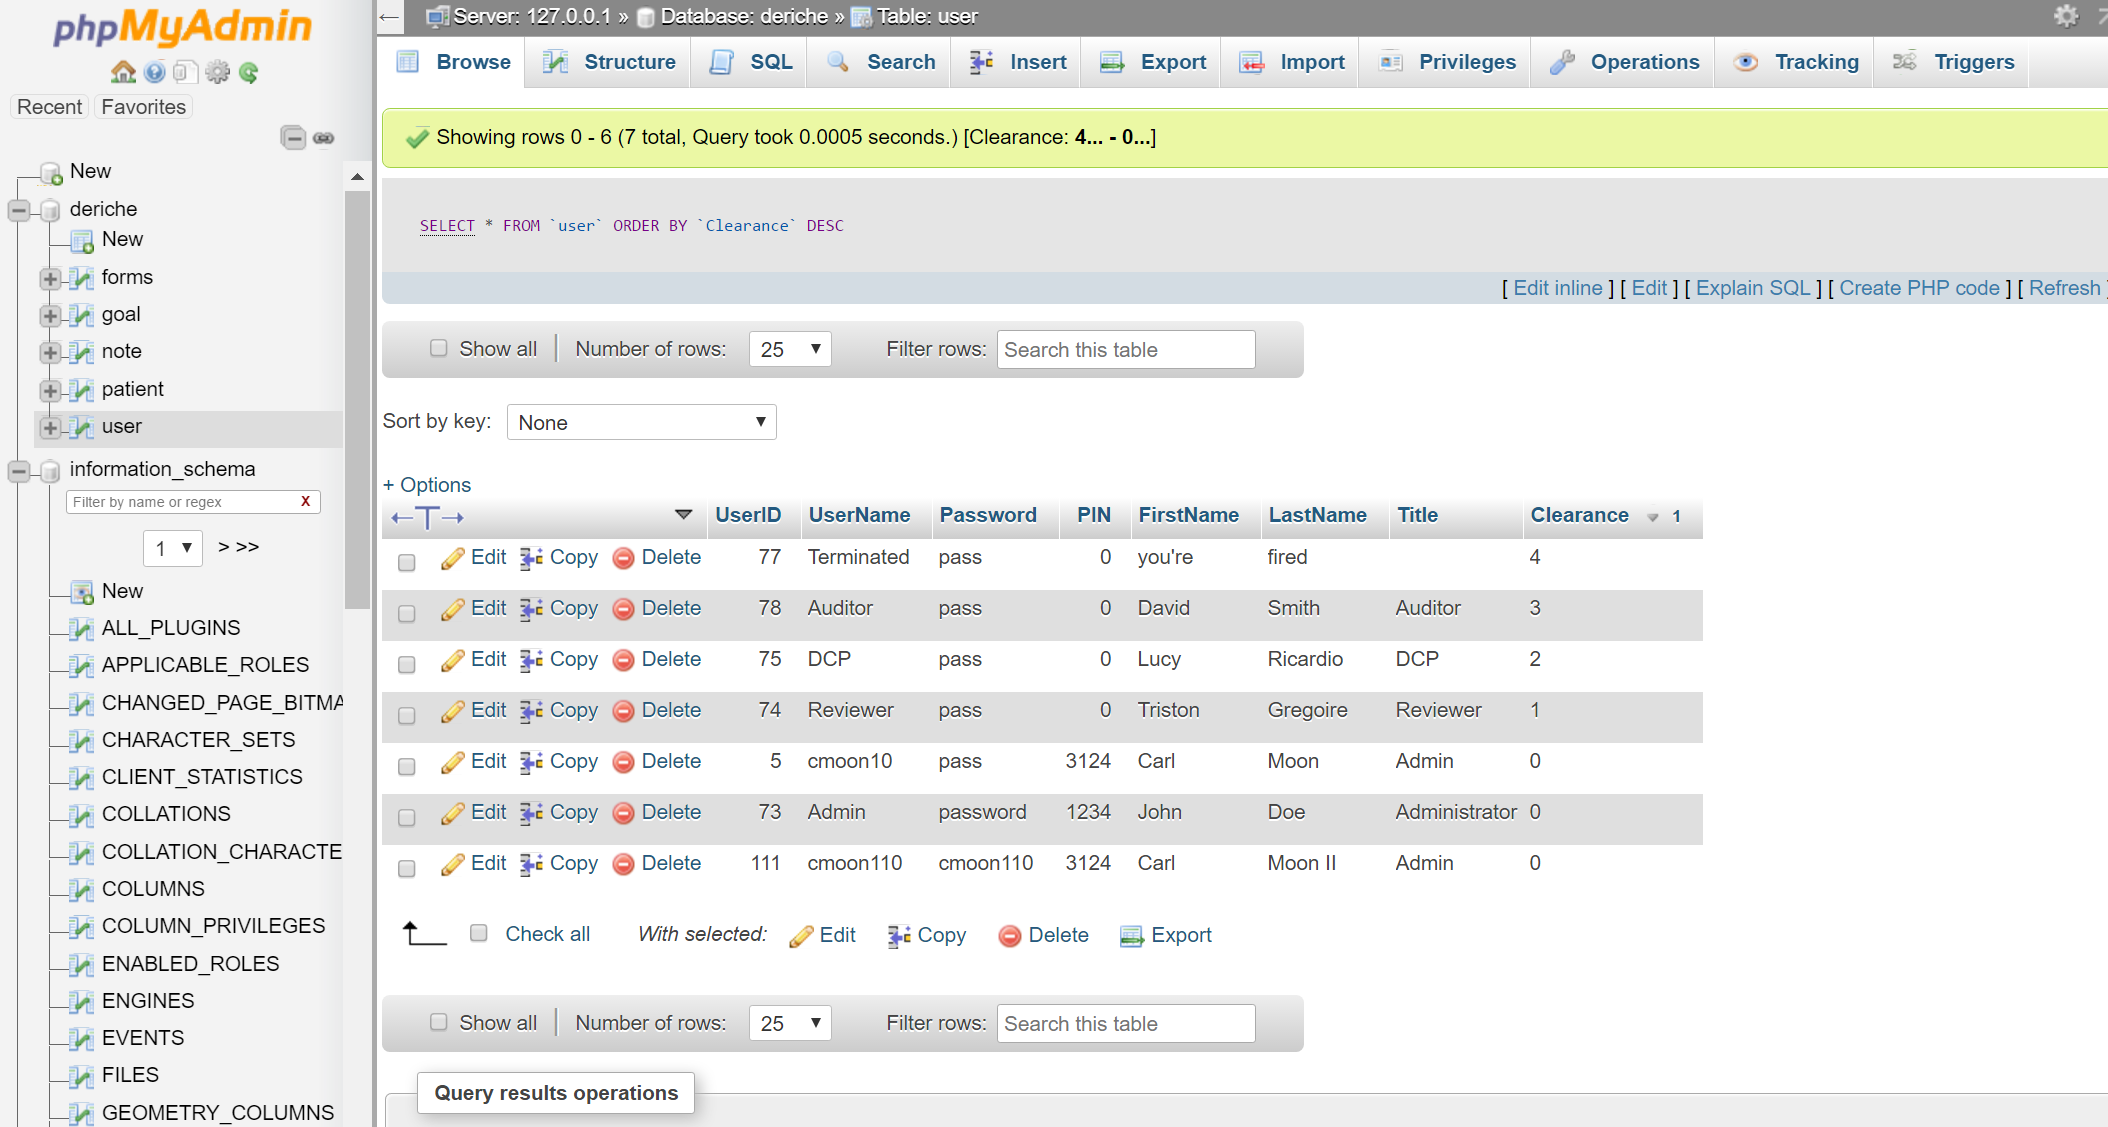 phpMyAdmin
Recent Favorites
New
deriche
New
forms
goal
note
patient
user
information_schema
Filter by name or regex X
1 > >>
New
ALL_PLUGINS
APPLICABLE_ROLES
CHANGED_PAGE_BITMA
CHARACTER_SETS
CLIENT_STATISTICS
COLLATIONS
COLLATION_CHARACTE
COLUMNS
COLUMN_PRIVILEGES
ENABLED_ROLES
ENGINES
EVENTS
FILES
GEOMETRY_COLUMNS
Server: 127.0.0.1 » Database: deriche » Table: user
Browse Structure SQL Search Insert Export Import Privileges Operations Tracking Triggers
Showing rows 0 - 6 (7 total, Query took 0.0005 seconds.) [Clearance: 4... - 0...]
SELECT * FROM `user` ORDER BY `Clearance` DESC
[ Edit inline ] [ Edit ] [ Explain SQL ] [ Create PHP code ] [ Refresh ]
Show all Number of rows: 25 Filter rows: Search this table
Sort by key: None
+ Options
←T→ UserID UserName Password PIN FirstName LastName Title Clearance 1
Edit Copy Delete 77 Terminated pass 0 you're fired 4
Edit Copy Delete 78 Auditor pass 0 David Smith Auditor 3
Edit Copy Delete 75 DCP pass 0 Lucy Ricardio DCP 2
Edit Copy Delete 74 Reviewer pass 0 Triston Gregoire Reviewer 1
Edit Copy Delete 5 cmoon10 pass 3124 Carl Moon Admin 0
Edit Copy Delete 73 Admin password 1234 John Doe Administrator 0
Edit Copy Delete 111 cmoon110 cmoon110 3124 Carl Moon II Admin 0
Check all With selected: Edit Copy Delete Export
Show all Number of rows: 25 Filter rows: Search this table
Query results operations